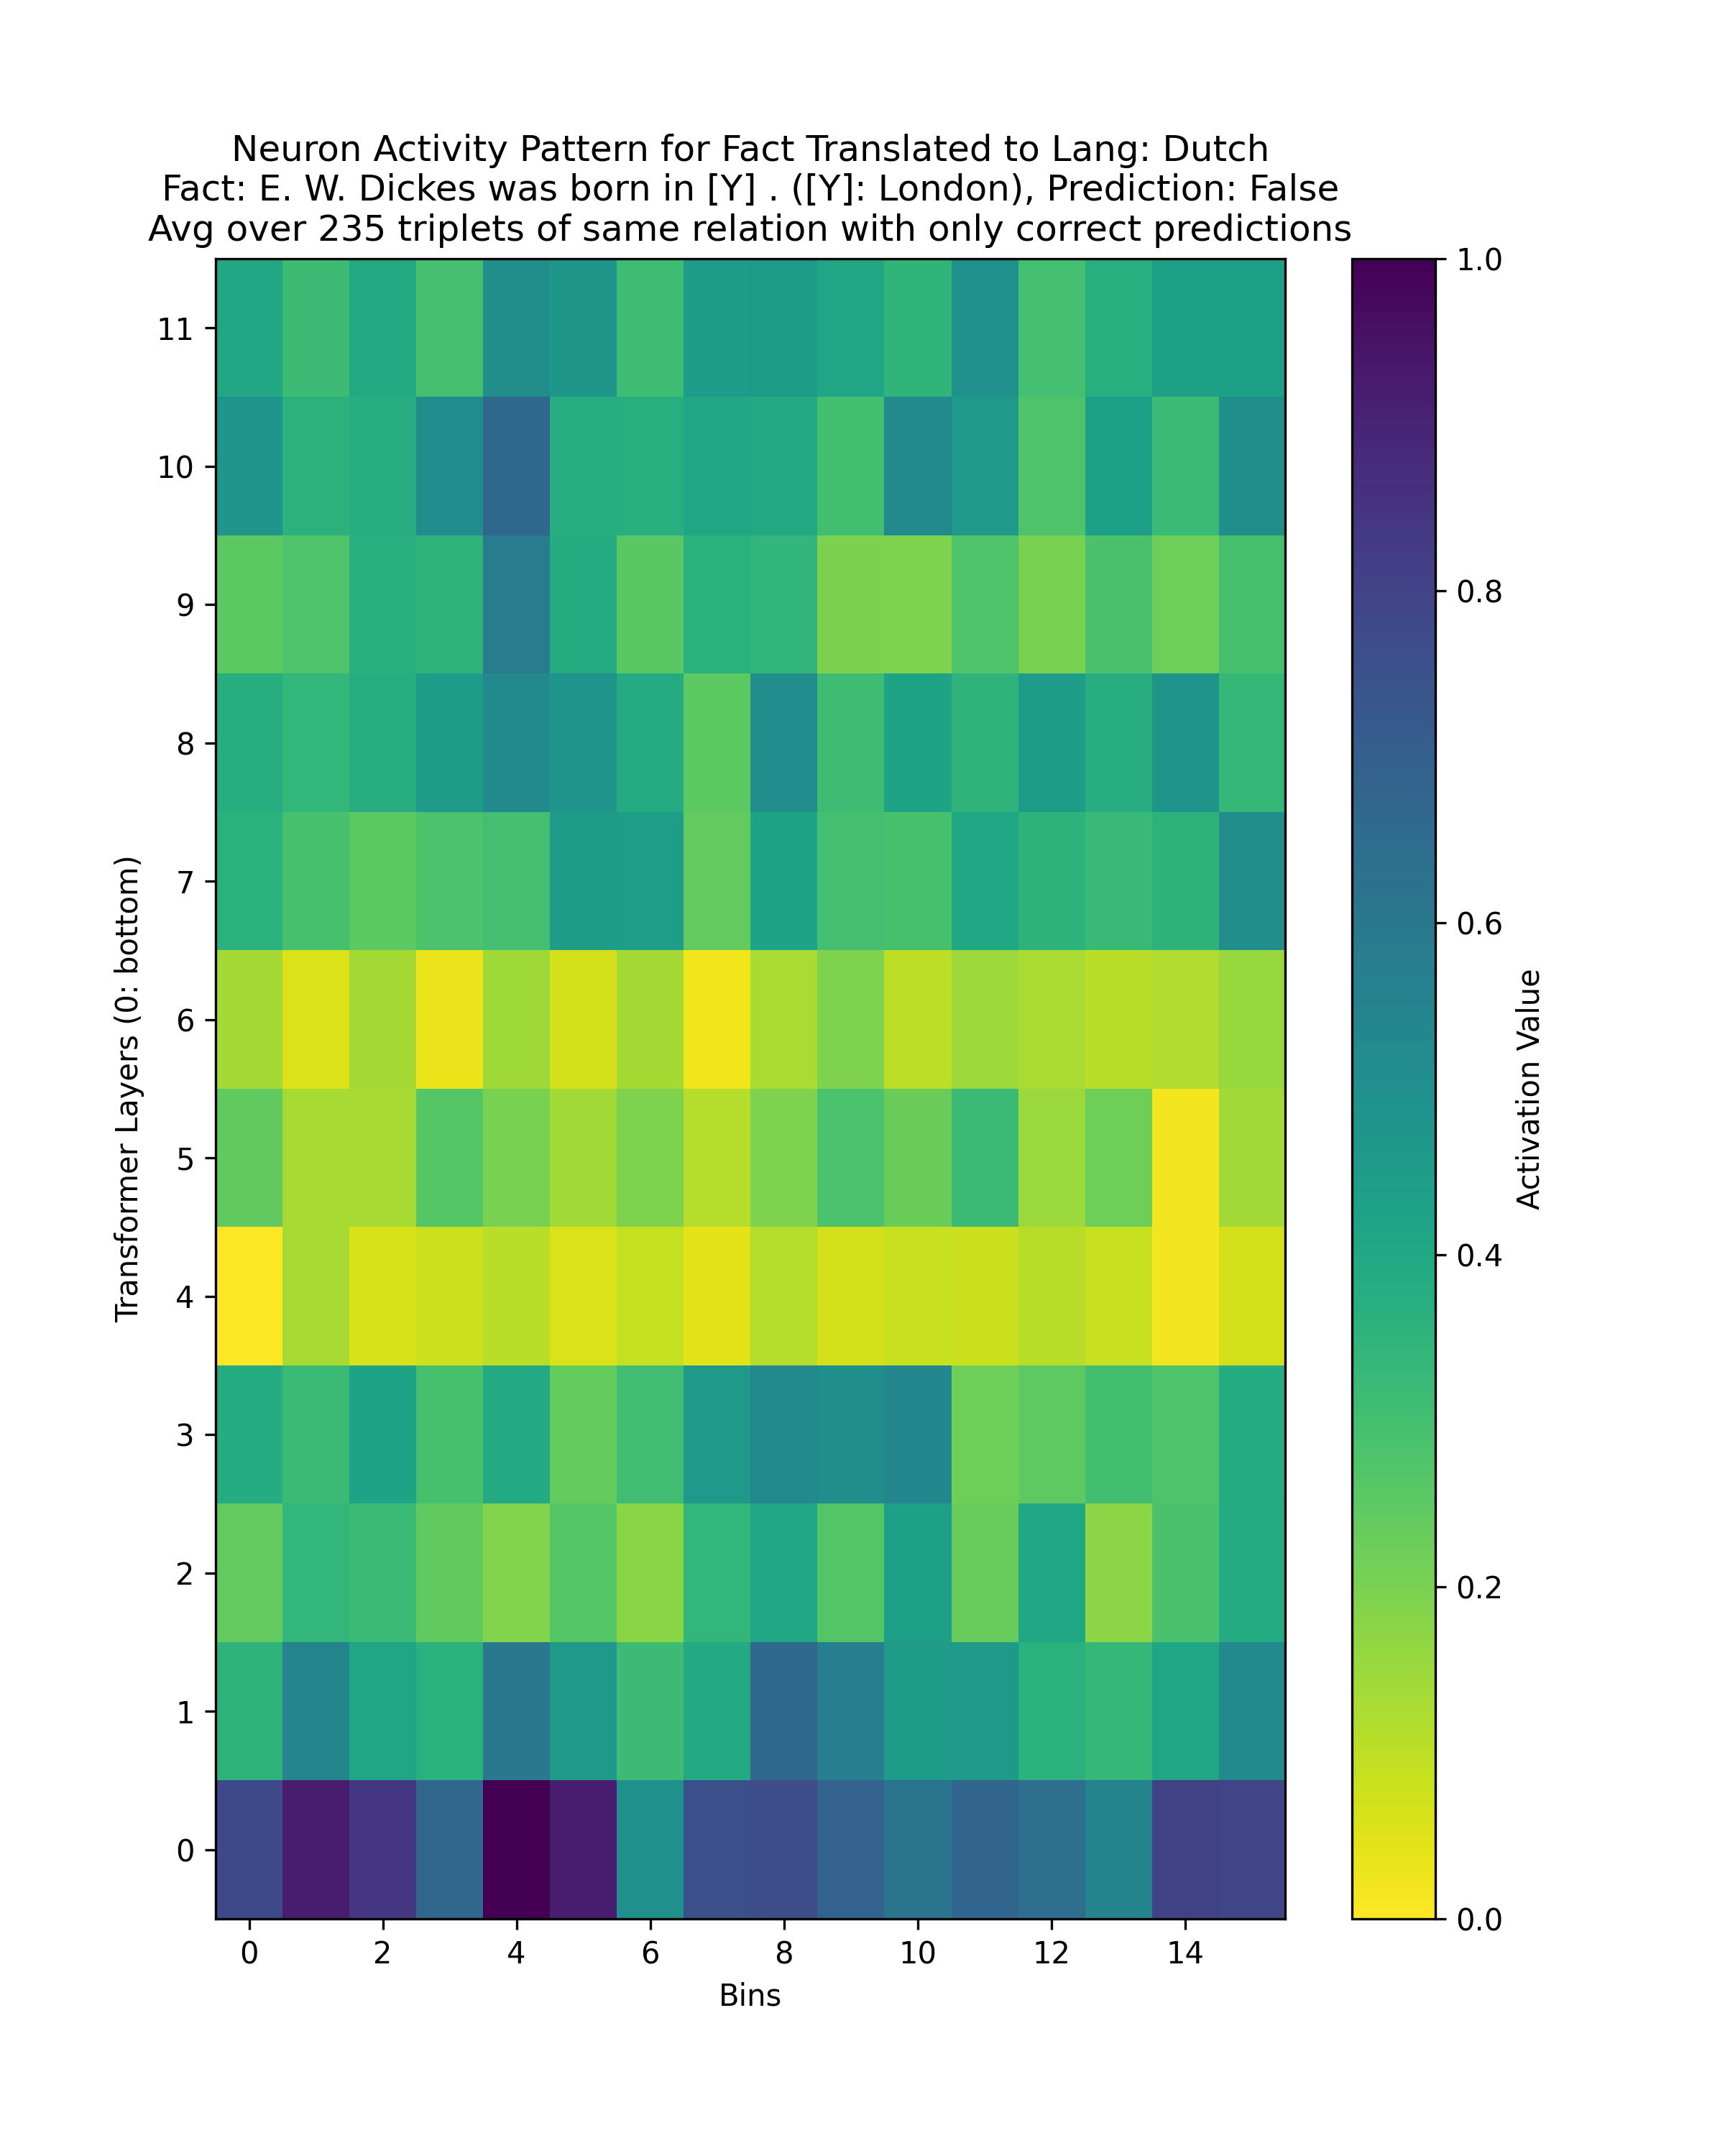 Neuron Activity Pattern for Fact Translated to Lang: Dutch
Fact: E. W. Dickes was born in [Y] . ([Y]: London), Prediction: False
Avg over 235 triplets of same relation with only correct predictions
Transformer Layers (0: bottom)
11
10
9
8
7
6
5
4
3
2
1
0
0 2 4 6 8 10 12 14
Bins
1.0
0.8
0.6
0.4
0.2
0.0
Activation Value